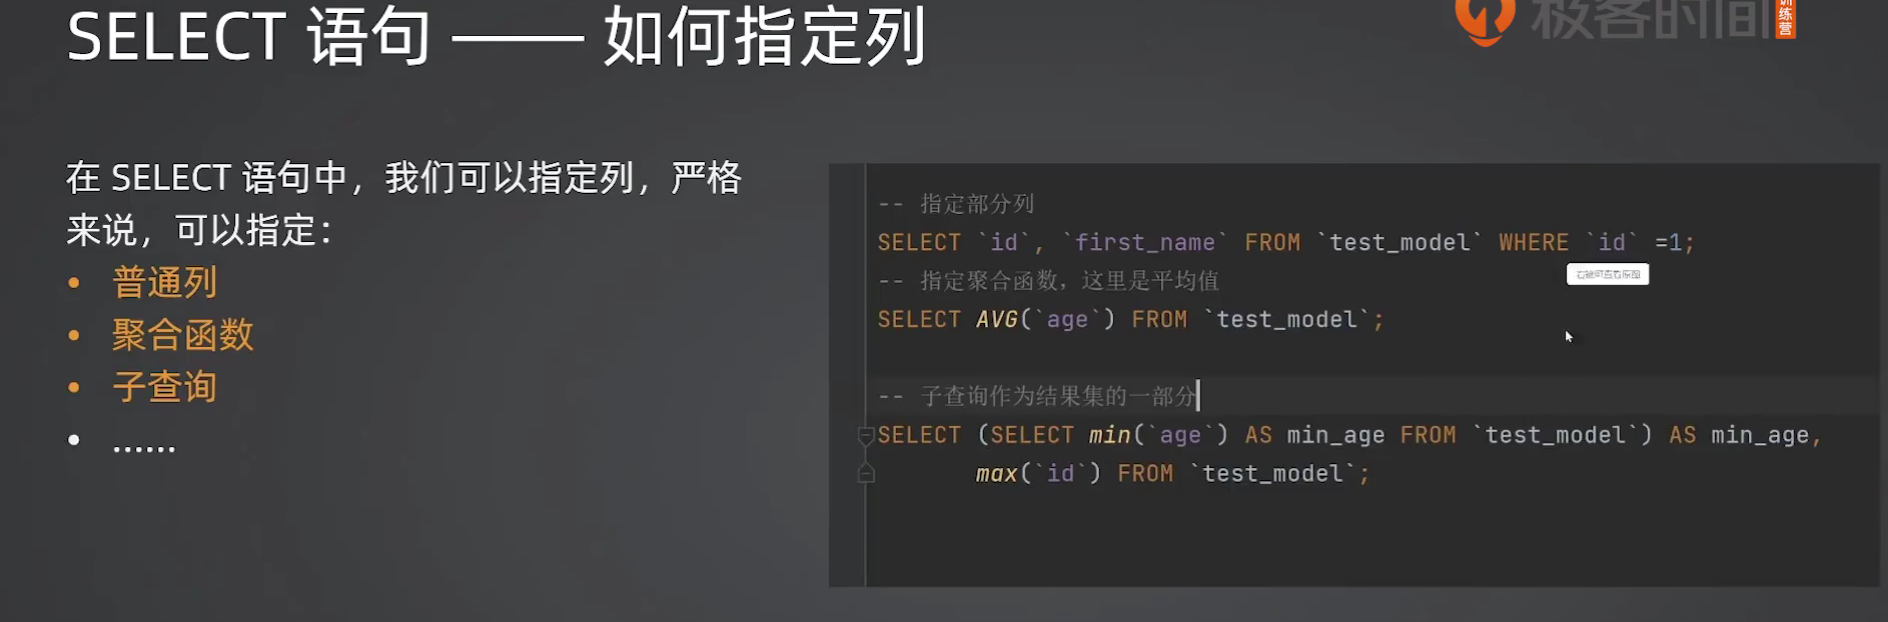 SELECT 语句 —— 如何指定列
极客时间
训练营
在 SELECT 语句中，我们可以指定列，严格
来说，可以指定：
• 普通列
• 聚合函数
• 子查询
• ……
-- 指定部分列
SELECT `id`, `first_name` FROM `test_model` WHERE `id` =1;
-- 指定聚合函数，这里是平均值
SELECT AVG(`age`) FROM `test_model`;
-- 子查询作为结果集的一部分
SELECT (SELECT min(`age`) AS min_age FROM `test_model`) AS min_age,
max(`id`) FROM `test_model`;